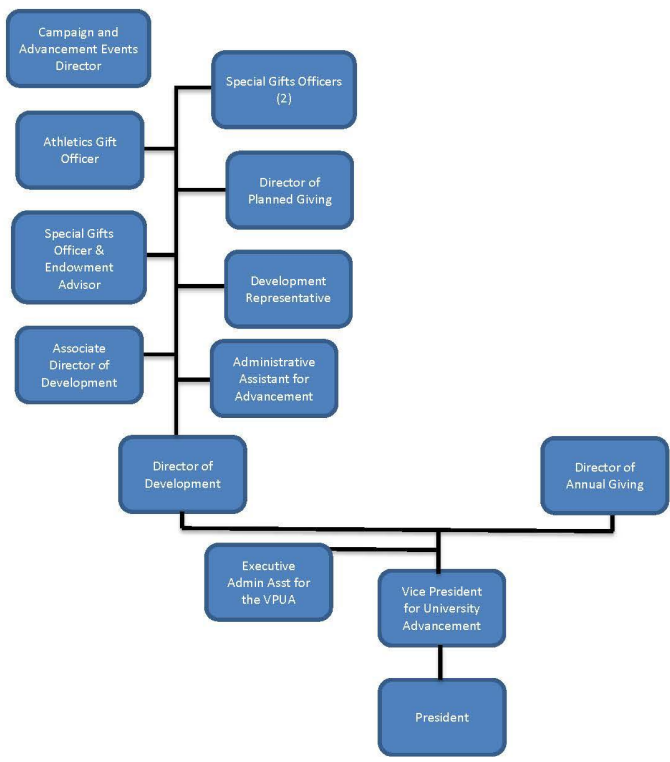 Campaign and
Advancement Events
Director
Special Gifts Officers
(2)
Athletics Gift
Officer
Director of
Planned Giving
Special Gifts
Officer &
Endowment
Advisor
Development
Representative
Associate
Director of
Development
Administrative
Assistant for
Advancement
Director of
Development
Director of
Annual Giving
Executive
Admin Asst for
the VPUA
Vice President
for University
Advancement
President